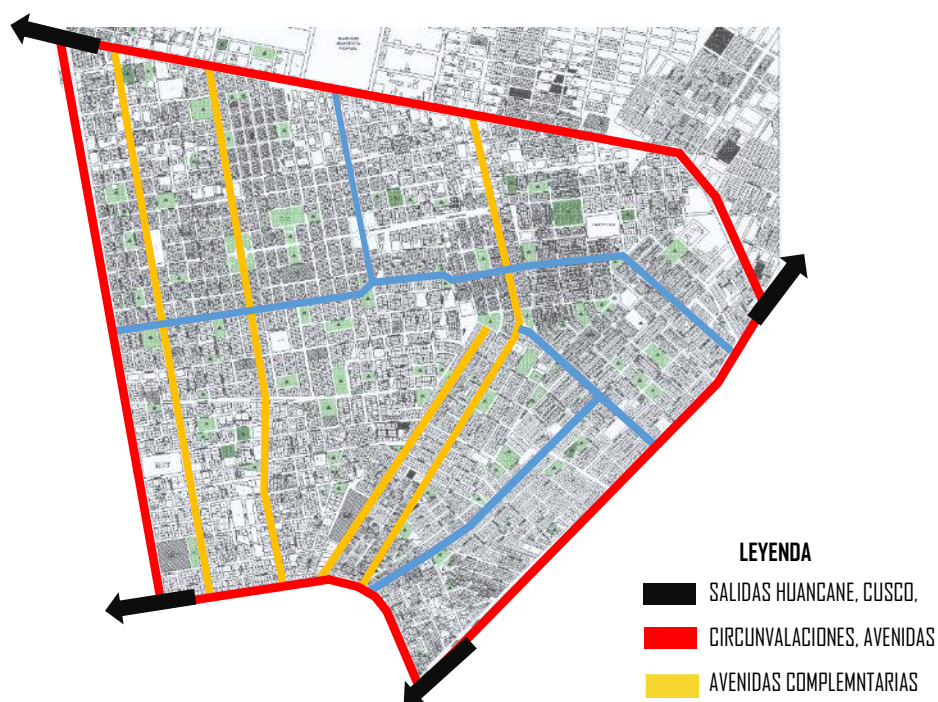 LEYENDA
SALIDAS HUANCANE, CUSCO,
CIRCUNVALACIONES, AVENIDAS
AVENIDAS COMPLEMNTARIAS